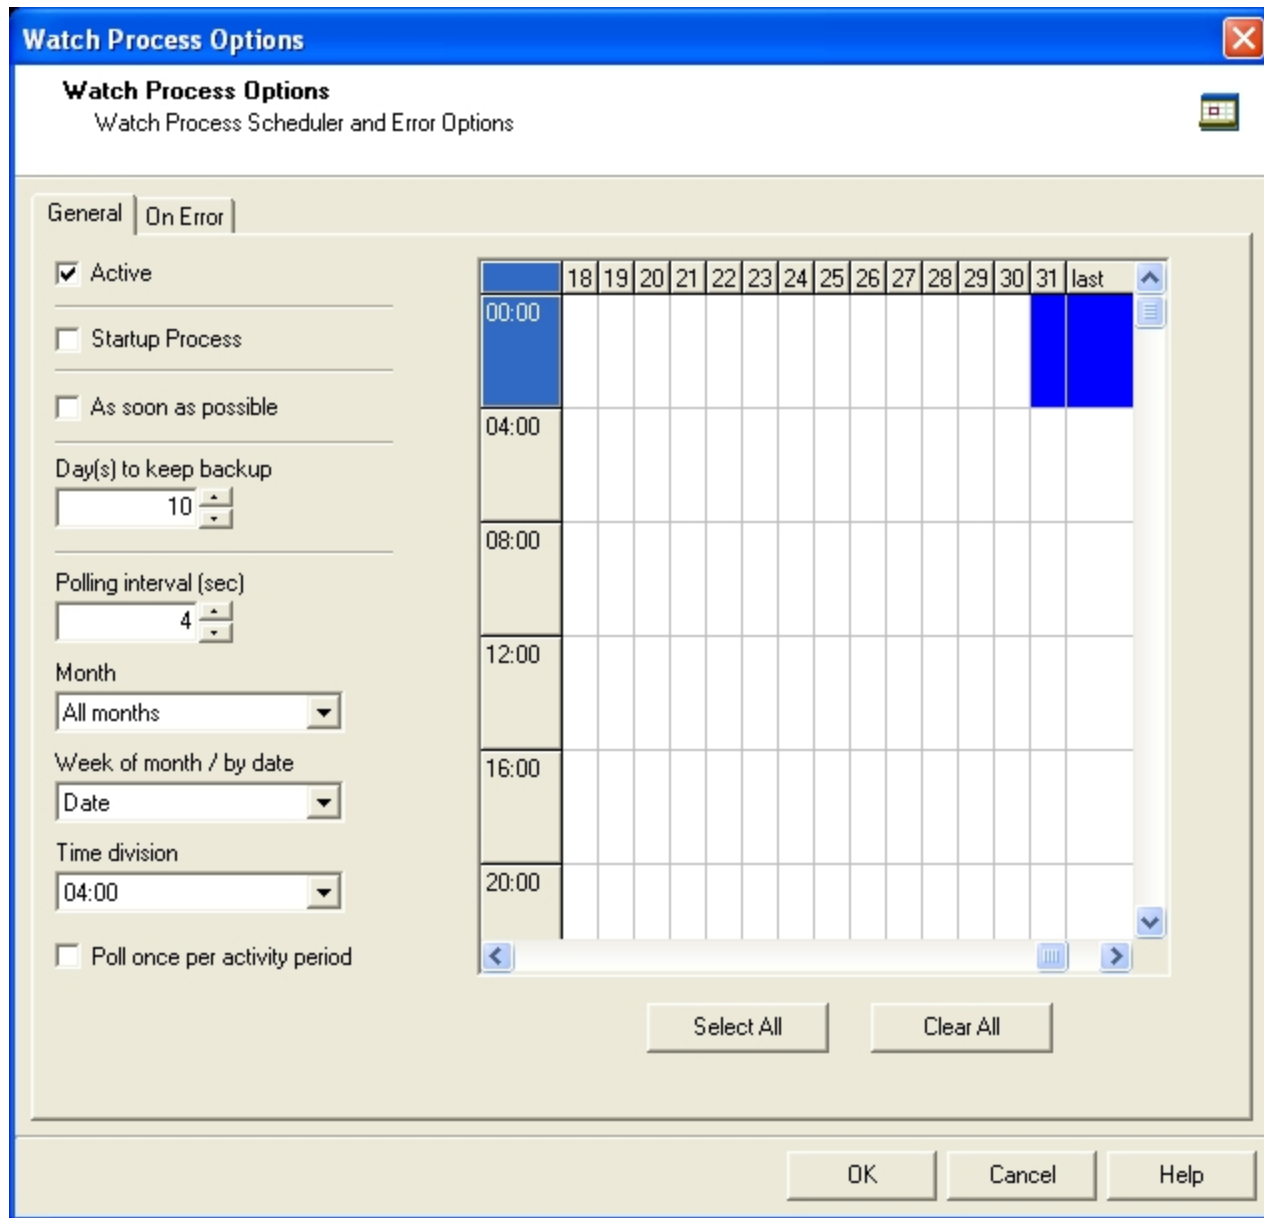 Watch Process Options
Watch Process Options
Watch Process Scheduler and Error Options
General On Error
Active
Startup Process
As soon as possible
Day(s) to keep backup
10
Polling interval (sec)
4
Month
All months
Week of month / by date
Date
Time division
04:00
Poll once per activity period
18 19 20 21 22 23 24 25 26 27 28 29 30 31 last
00:00
04:00
08:00
12:00
16:00
20:00
Select All Clear All
OK Cancel Help